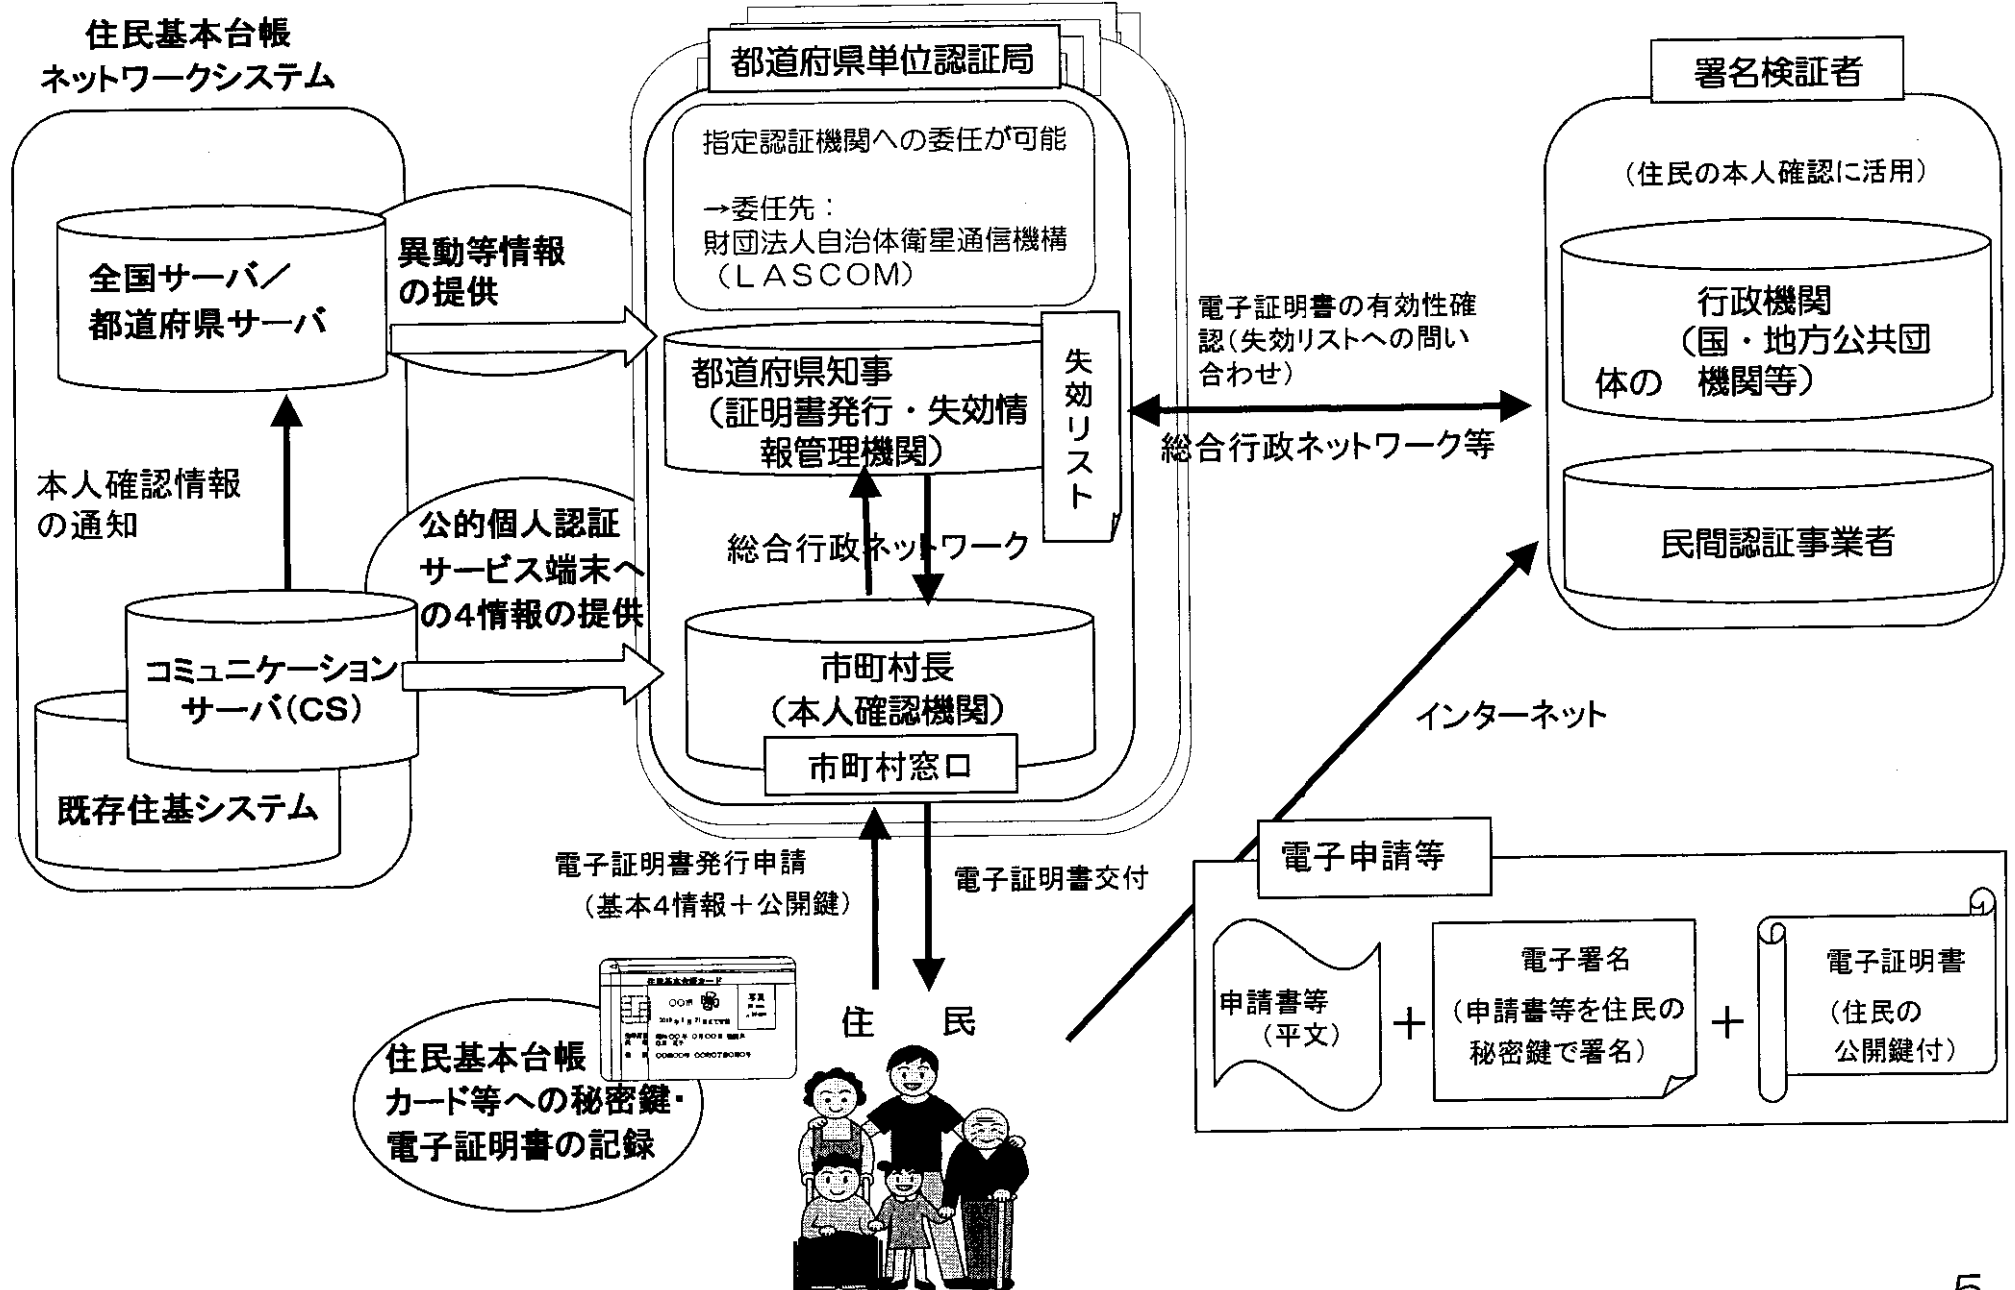 住民基本台帳
ネットワークシステム
全国サーバ／
都道府県サーバ
本人確認情報
の通知
コミュニケーション
サーバ(CS)
既存住基システム
異動等情報
の提供
公的個人認証
サービス端末へ
の4情報の提供
都道府県単位認証局
指定認証機関への委任が可能
→委任先：
財団法人自治体衛星通信機構
（ＬＡＳＣＯＭ）
都道府県知事
（証明書発行・失効情
報管理機関）
失効リスト
総合行政ネットワーク
市町村長
（本人確認機関）
市町村窓口
電子証明書の有効性確
認（失効リストへの問い
合わせ）
総合行政ネットワーク等
署名検証者
（住民の本人確認に活用）
行政機関
（国・地方公共団
体の　機関等）
民間認証事業者
インターネット
電子証明書発行申請
（基本4情報＋公開鍵）
電子証明書交付
住民基本台帳カード
写真
住民基本台帳
カード等への秘密鍵・
電子証明書の記録
住　民
電子申請等
申請書等
（平文）
＋
電子署名
（申請書等を住民の
秘密鍵で署名）
＋
電子証明書
（住民の
公開鍵付）
5